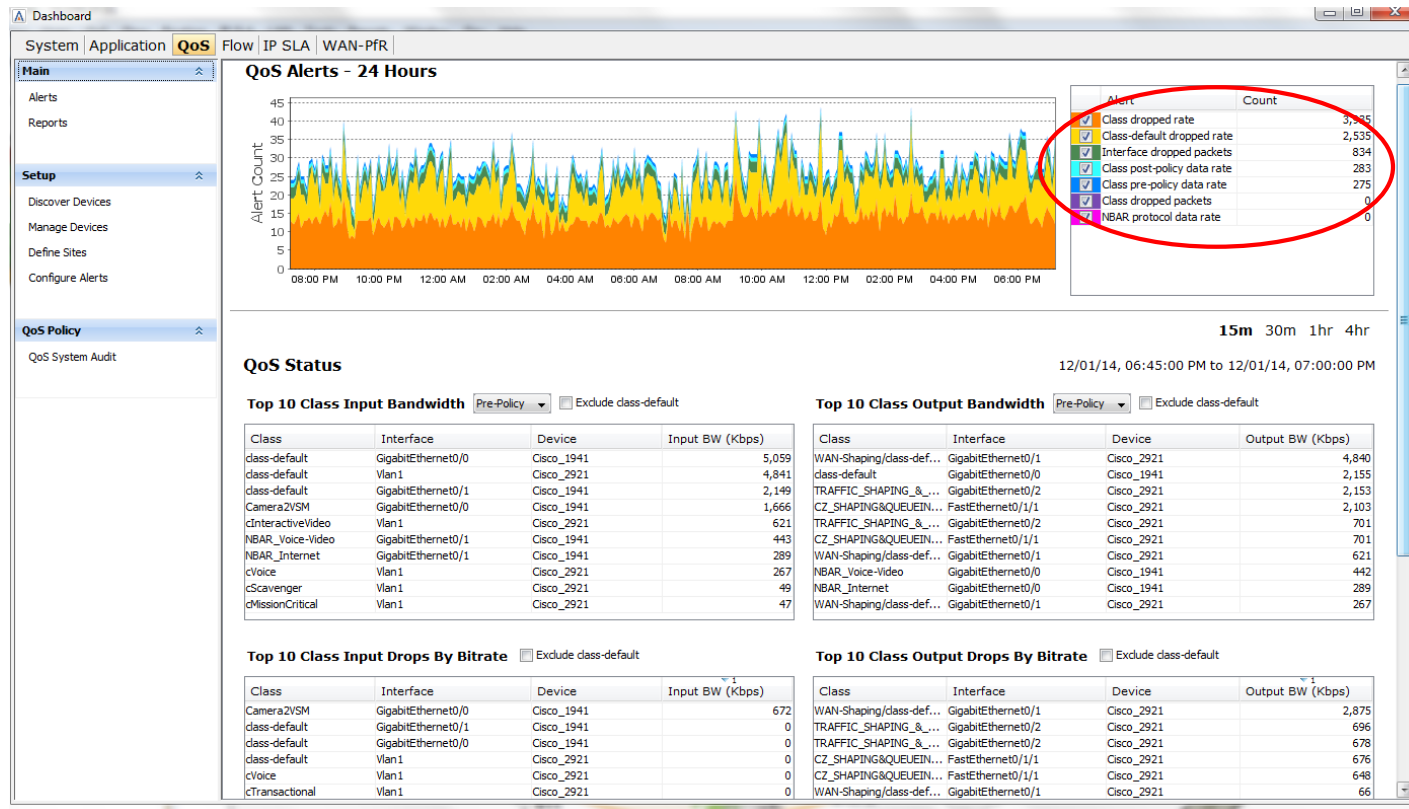 Dashboard
System Application QoS Flow IP SLA WAN-PfR
Main
Alerts
Reports
Setup
Discover Devices
Manage Devices
Define Sites
Configure Alerts
QoS Policy
QoS System Audit
QoS Alerts - 24 Hours
Alert Count
45
40
35
30
25
20
15
10
5
0
08:00 PM 10:00 PM 12:00 AM 02:00 AM 04:00 AM 06:00 AM 08:00 AM 10:00 AM 12:00 PM 02:00 PM 04:00 PM 06:00 PM
Alert Count
Class dropped rate
Class-default dropped rate 2,535
Interface dropped packets 834
Class post-policy data rate 283
Class pre-policy data rate 275
Class dropped packets 0
NBAR protocol data rate 0
15m 30m 1hr 4hr
QoS Status
12/01/14, 06:45:00 PM to 12/01/14, 07:00:00 PM
Top 10 Class Input Bandwidth Pre-Policy Exclude class-default
Class Interface Device Input BW (Kbps)
class-default GigabitEthernet0/0 Cisco_1941 5,059
class-default Vlan1 Cisco_2921 4,841
class-default GigabitEthernet0/1 Cisco_1941 2,149
Camera2VSM GigabitEthernet0/0 Cisco_1941 1,666
cInteractiveVideo Vlan1 Cisco_2921 621
NBAR_Voice-Video GigabitEthernet0/1 Cisco_1941 443
NBAR_Internet GigabitEthernet0/1 Cisco_1941 289
cVoice Vlan1 Cisco_2921 267
cScavenger Vlan1 Cisco_2921 49
cMissionCritical Vlan1 Cisco_2921 47
Top 10 Class Output Bandwidth Pre-Policy Exclude class-default
Class Interface Device Output BW (Kbps)
WAN-Shaping/class-def... GigabitEthernet0/1 Cisco_2921 4,840
class-default GigabitEthernet0/0 Cisco_1941 2,155
TRAFFIC_SHAPING_&_... GigabitEthernet0/2 Cisco_2921 2,153
CZ_SHAPING&QUEUEIN... FastEthernet0/1/1 Cisco_2921 2,103
TRAFFIC_SHAPING_&_... GigabitEthernet0/2 Cisco_2921 701
CZ_SHAPING&QUEUEIN... FastEthernet0/1/1 Cisco_2921 701
WAN-Shaping/class-def... GigabitEthernet0/1 Cisco_2921 621
NBAR_Voice-Video GigabitEthernet0/0 Cisco_1941 442
NBAR_Internet GigabitEthernet0/0 Cisco_1941 289
WAN-Shaping/class-def... GigabitEthernet0/1 Cisco_2921 267
Top 10 Class Input Drops By Bitrate Exclude class-default
Class Interface Device Input BW (Kbps) 1
Camera2VSM GigabitEthernet0/0 Cisco_1941 672
class-default GigabitEthernet0/1 Cisco_1941 0
class-default GigabitEthernet0/0 Cisco_1941 0
class-default Vlan1 Cisco_2921 0
cVoice Vlan1 Cisco_2921 0
cTransactional Vlan1 Cisco_2921 0
Top 10 Class Output Drops By Bitrate Exclude class-default
Class Interface Device Output BW (Kbps) 1
WAN-Shaping/class-def... GigabitEthernet0/1 Cisco_2921 2,875
TRAFFIC_SHAPING_&_... GigabitEthernet0/2 Cisco_2921 696
TRAFFIC_SHAPING_&_... GigabitEthernet0/2 Cisco_2921 678
CZ_SHAPING&QUEUEIN... FastEthernet0/1/1 Cisco_2921 676
CZ_SHAPING&QUEUEIN... FastEthernet0/1/1 Cisco_2921 648
WAN-Shaping/class-def... GigabitEthernet0/1 Cisco_2921 66